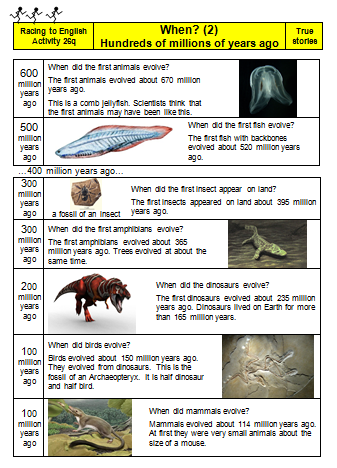 Racing to English
Activity 26q
When? (2)
Hundreds of millions of years ago
True
stories
600
million
years
ago
When did the first animals evolve?
The first animals evolved about 670 million
years ago.
This is a comb jellyfish. Scientists think that
the first animals may have been like this.
500
million
years
ago
When did the first fish evolve?
The first fish with backbones
evolved about 520 million years
ago.
...400 million years ago...
300
million
years
ago
a fossil of an insect
When did the first insect appear on land?
The first insects appeared on land about 395 million
years ago.
300
million
years
ago
When did the first amphibians evolve?
The first amphibians evolved about 365
million years ago. Trees evolved at about the
same time.
200
million
years
ago
When did the dinosaurs evolve?
The first dinosaurs evolved about 235 million
years ago. Dinosaurs lived on Earth for more
than 165 million years.
100
million
years
ago
When did birds evolve?
Birds evolved about 150 million years ago.
They evolved from dinosaurs. This is the
fossil of an Archaeopteryx. It is half dinosaur
and half bird.
100
million
years
ago
When did mammals evolve?
Mammals evolved about 114 million years ago.
At first they were very small animals about the
size of a mouse.